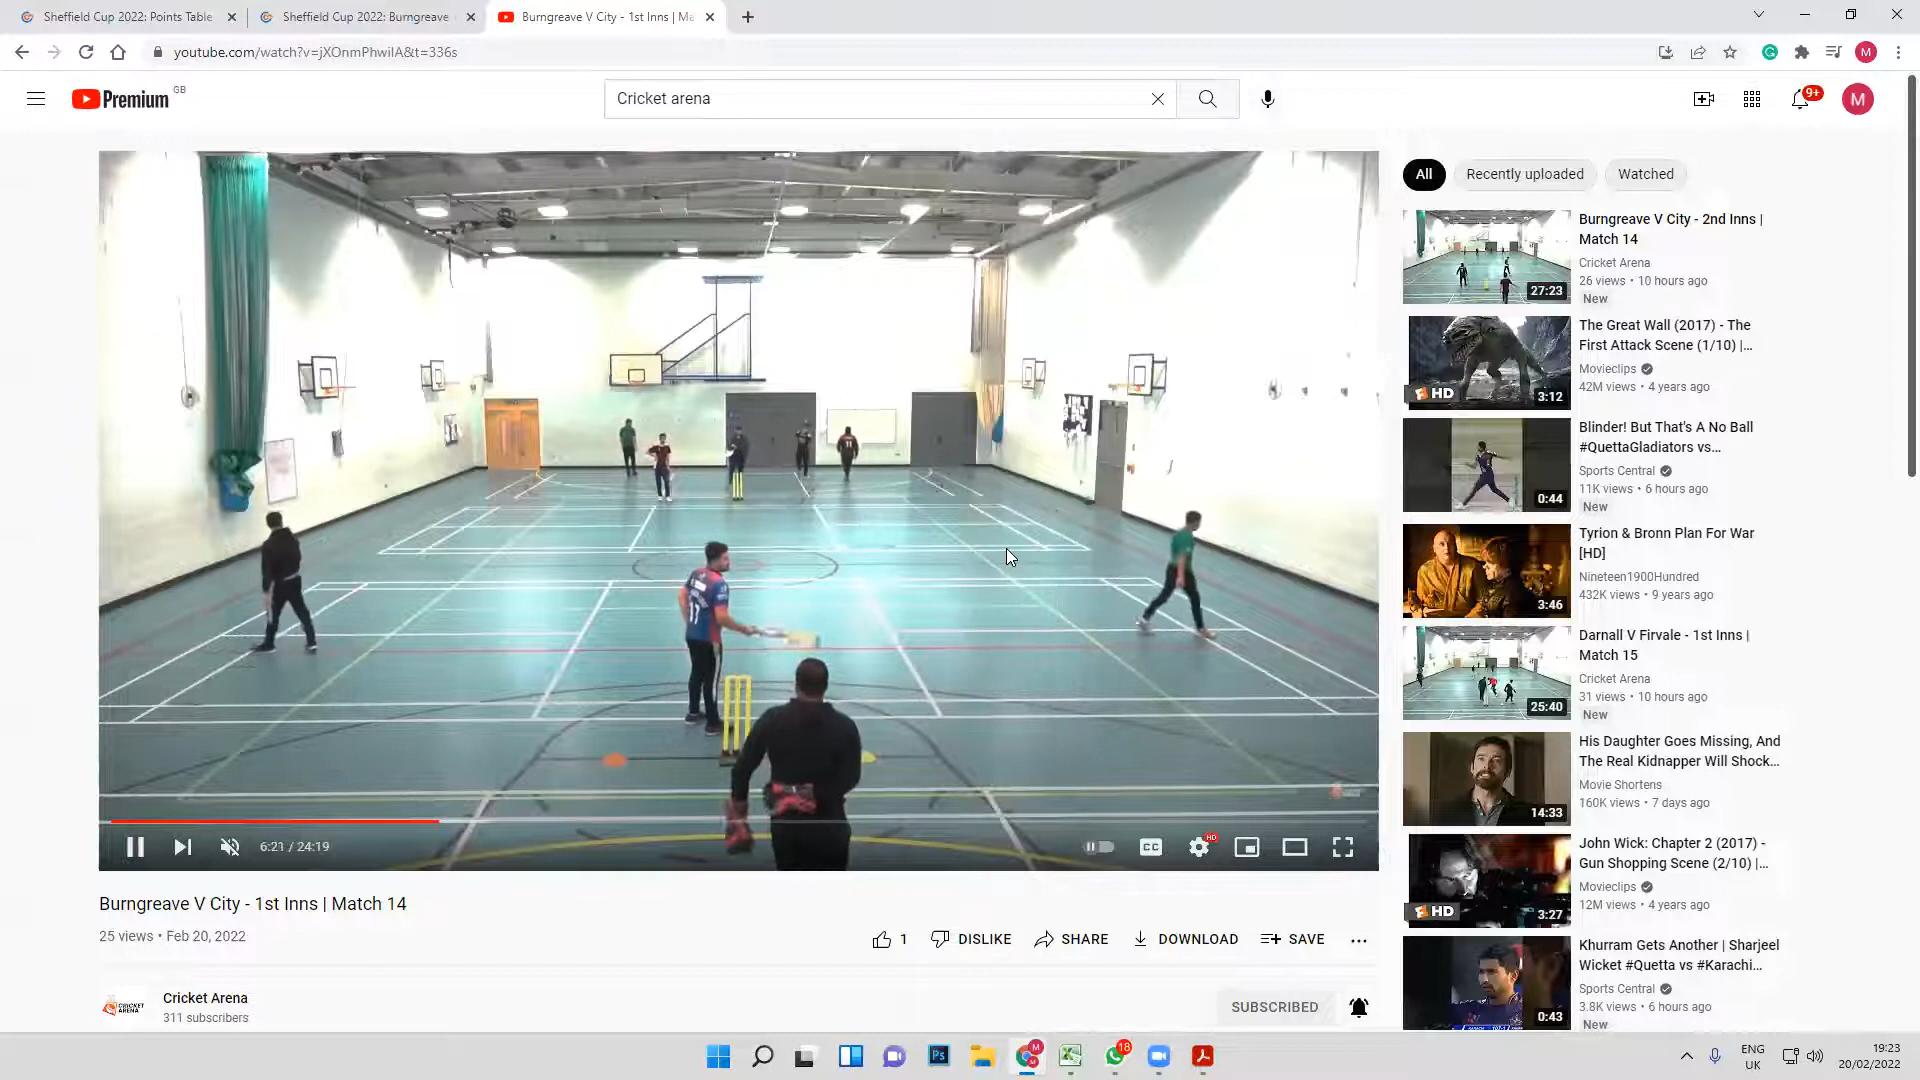 Sheffield Cup 2022: Points Table
Sheffield Cup 2022: Burngreave
Burngreave V City - 1st Inns | Ma
youtube.com/watch?v=jXOnmPhwilA&t=336s
M
Premium GB
Cricket arena
9+
M
All
Recently uploaded
Watched
Burngreave V City - 2nd Inns |
Match 14
Cricket Arena
26 views • 10 hours ago
New
27:23
The Great Wall (2017) - The
First Attack Scene (1/10) |...
Movieclips
42M views • 4 years ago
HD
3:12
Blinder! But That's A No Ball
#QuettaGladiators vs...
Sports Central
11K views • 6 hours ago
New
0:44
Tyrion & Bronn Plan For War
[HD]
Nineteen1900Hundred
432K views • 9 years ago
3:46
Darnall V Firvale - 1st Inns |
Match 15
Cricket Arena
31 views • 10 hours ago
New
25:40
His Daughter Goes Missing, And
The Real Kidnapper Will Shock...
Movie Shortens
160K views • 7 days ago
14:33
John Wick: Chapter 2 (2017) -
Gun Shopping Scene (2/10) |...
Movieclips
12M views • 4 years ago
HD
3:27
Khurram Gets Another | Sharjeel
Wicket #Quetta vs #Karachi...
Sports Central
3.8K views • 6 hours ago
New
0:43
17
11
6:21 / 24:19
CC
HD
Burngreave V City - 1st Inns | Match 14
25 views • Feb 20, 2022
1
DISLIKE
SHARE
DOWNLOAD
SAVE
CRICKET
ARENA
Cricket Arena
311 subscribers
SUBSCRIBED
Ps
M
18
ENG
UK
19:23
20/02/2022